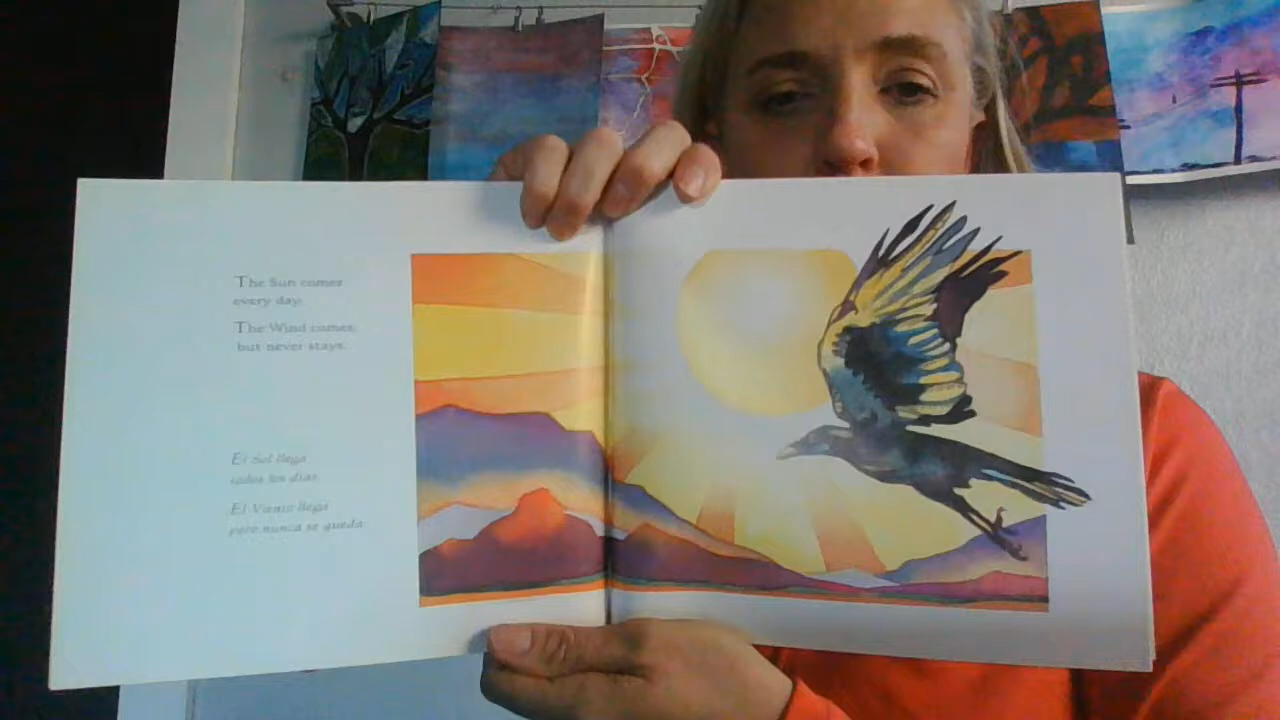 The Sun comes
every day.
The Wind comes,
but never stays.
El Sol llega
todos los días.
El Viento llega
pero nunca se queda.